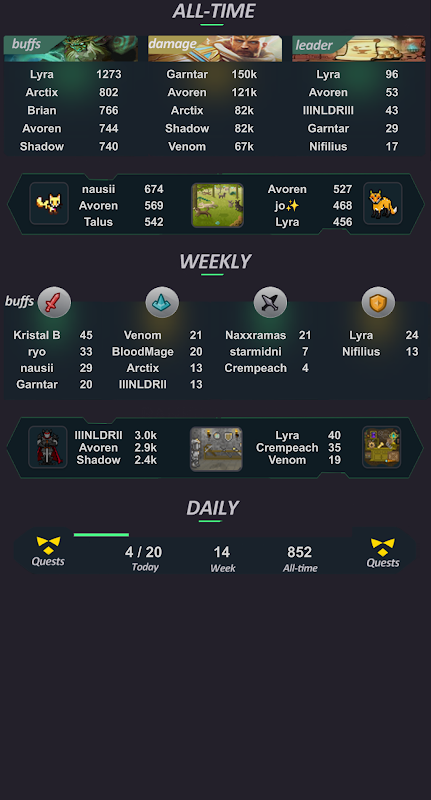 ALL-TIME
buffs damage leader
Lyra 1273 Garntar 150k Lyra 96
Arctix 802 Avoren 121k Avoren 53
Brian 766 Arctix 82k IIINLDRIII 43
Avoren 744 Shadow 82k Garntar 29
Shadow 740 Venom 67k Nifilius 17
nausii 674 Avoren 527
Avoren 569 jo✨ 468
Talus 542 Lyra 456
WEEKLY
buffs
Kristal B 45 Venom 21 Naxxramas 21 Lyra 24
ryo 33 BloodMage 20 starmidni 7 Nifilius 13
nausii 29 Arctix 13 Crempeach 4
Garntar 20 IIINLDRII 13
IIINLDRII 3.0k Lyra 40
Avoren 2.9k Crempeach 35
Shadow 2.4k Venom 19
DAILY
Quests 4 / 20 14 852 Quests
Today Week All-time